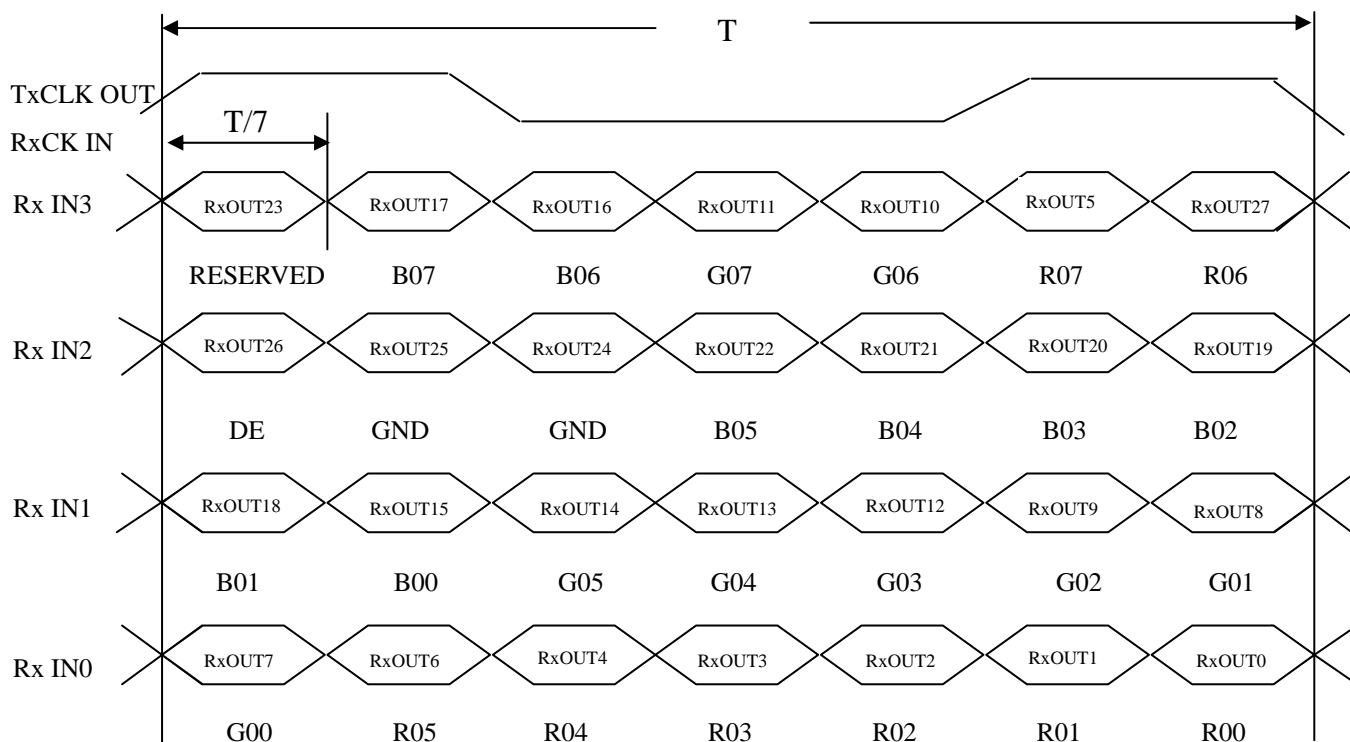 T
TxCLK OUT
T/7
RxCK IN
Rx IN3 RxOUT23 RxOUT17 RxOUT16 RxOUT11 RxOUT10 RxOUT5 RxOUT27
RESERVED B07 B06 G07 G06 R07 R06
Rx IN2 RxOUT26 RxOUT25 RxOUT24 RxOUT22 RxOUT21 RxOUT20 RxOUT19
DE GND GND B05 B04 B03 B02
Rx IN1 RxOUT18 RxOUT15 RxOUT14 RxOUT13 RxOUT12 RxOUT9 RxOUT8
B01 B00 G05 G04 G03 G02 G01
Rx IN0 RxOUT7 RxOUT6 RxOUT4 RxOUT3 RxOUT2 RxOUT1 RxOUT0
G00 R05 R04 R03 R02 R01 R00